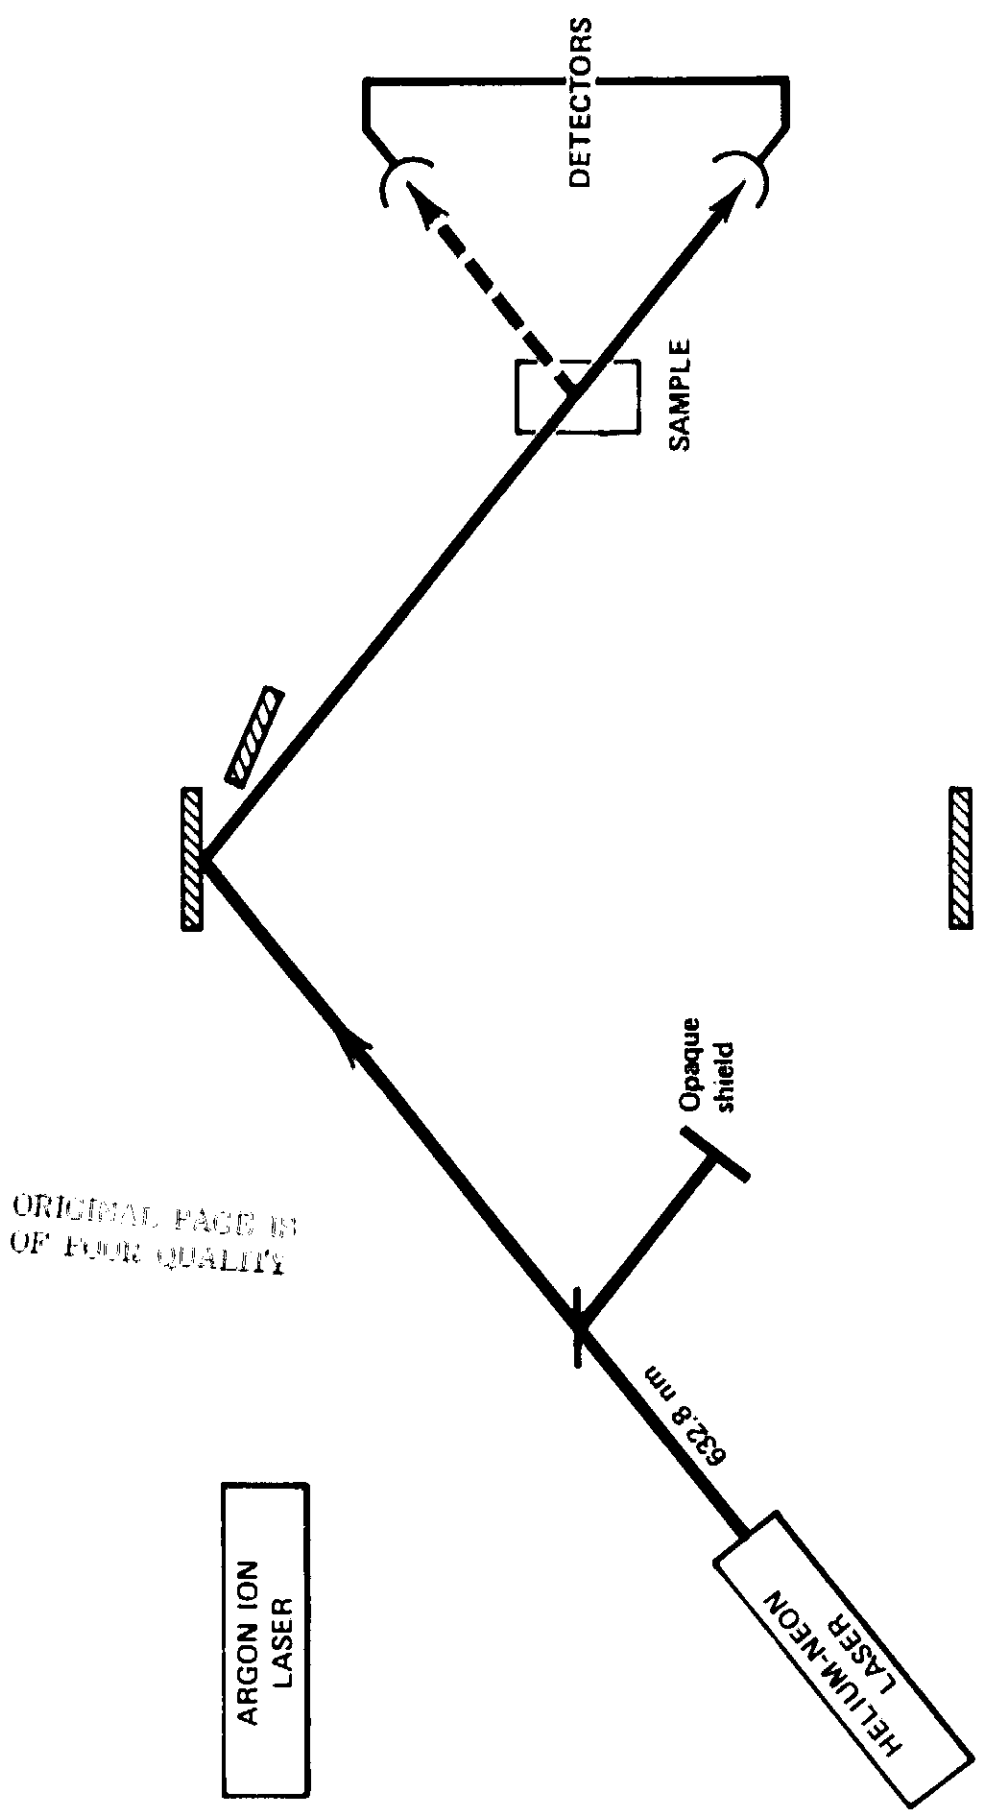 DETECTORS
SAMPLE
Opaque
shield
632.8 nm
ARGON ION
LASER
HELIUM-NEON
LASER
ORIGINAL PAGE IS
OF POOR QUALITY